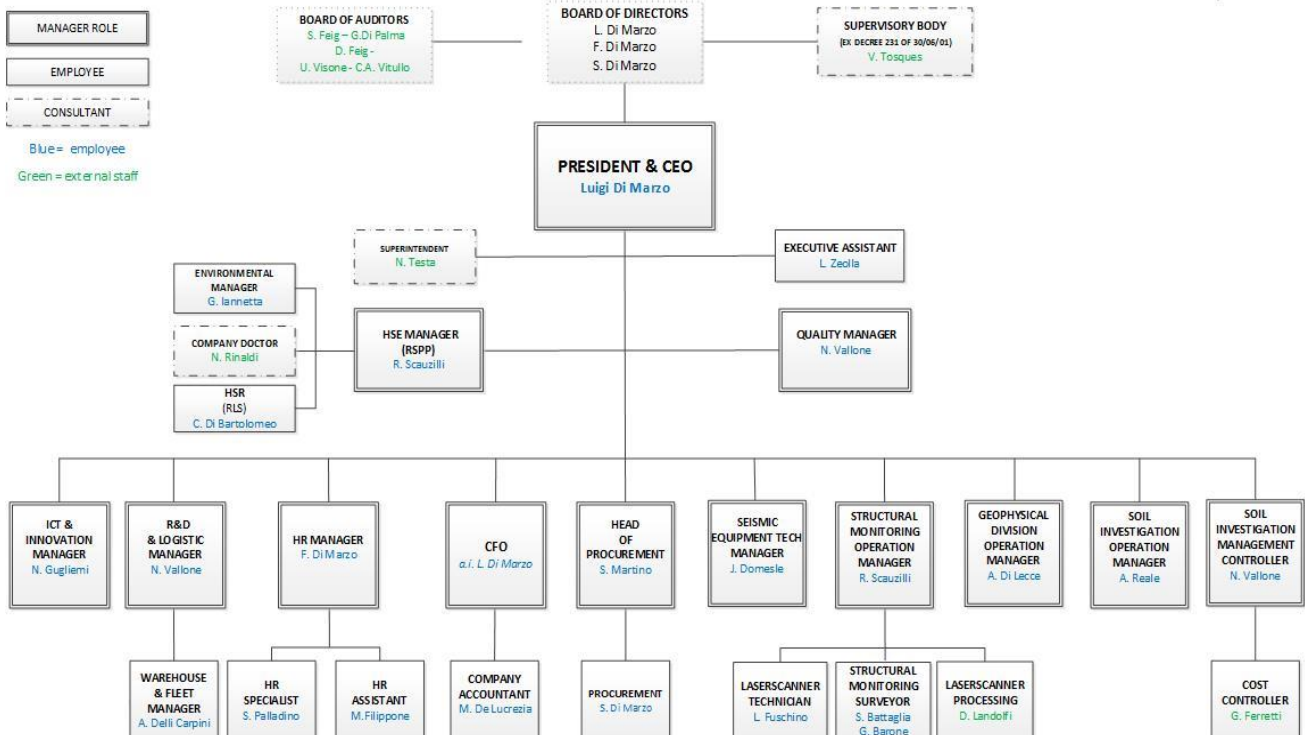 MANAGER ROLE
EMPLOYEE
CONSULTANT
Blue = employee
Green = external staff
BOARD OF AUDITORS
S. Feig – G.Di Palma
D. Feig -
U. Visone - C.A. Vitullo
BOARD OF DIRECTORS
L. Di Marzo
F. Di Marzo
S. Di Marzo
SUPERVISORY BODY
(EX DECREE 231 OF 30/06/01)
V. Tosques
PRESIDENT & CEO
Luigi Di Marzo
SUPERINTENDENT
N. Testa
EXECUTIVE ASSISTANT
L. Zeolla
ENVIRONMENTAL
MANAGER
G. Iannetta
COMPANY DOCTOR
N. Rinaldi
HSR
(RLS)
C. Di Bartolomeo
HSE MANAGER
(RSPP)
R. Scauzilli
QUALITY MANAGER
N. Vallone
ICT &
INNOVATION
MANAGER
N. Gugliemi
R&D
& LOGISTIC
MANAGER
N. Vallone
HR MANAGER
F. Di Marzo
CFO
a.i. L. Di Marzo
HEAD
OF
PROCUREMENT
S. Martino
SEISMIC
EQUIPMENT TECH
MANAGER
J. Domesle
STRUCTURAL
MONITORING
OPERATION
MANAGER
R. Scauzilli
GEOPHYSICAL
DIVISION
OPERATION
MANAGER
A. Di Lecce
SOIL
INVESTIGATION
OPERATION
MANAGER
A. Reale
SOIL
INVESTIGATION
MANAGEMENT
CONTROLLER
N. Vallone
WAREHOUSE
& FLEET
MANAGER
A. Delli Carpini
HR
SPECIALIST
S. Palladino
HR
ASSISTANT
M.Filippone
COMPANY
ACCOUNTANT
M. De Lucrezia
PROCUREMENT
S. Di Marzo
LASERSCANNER
TECHNICIAN
L. Fuschino
STRUCTURAL
MONITORING
SURVEYOR
S. Battaglia
G. Barone
LASERSCANNER
PROCESSING
D. Landolfi
COST
CONTROLLER
G. Ferretti